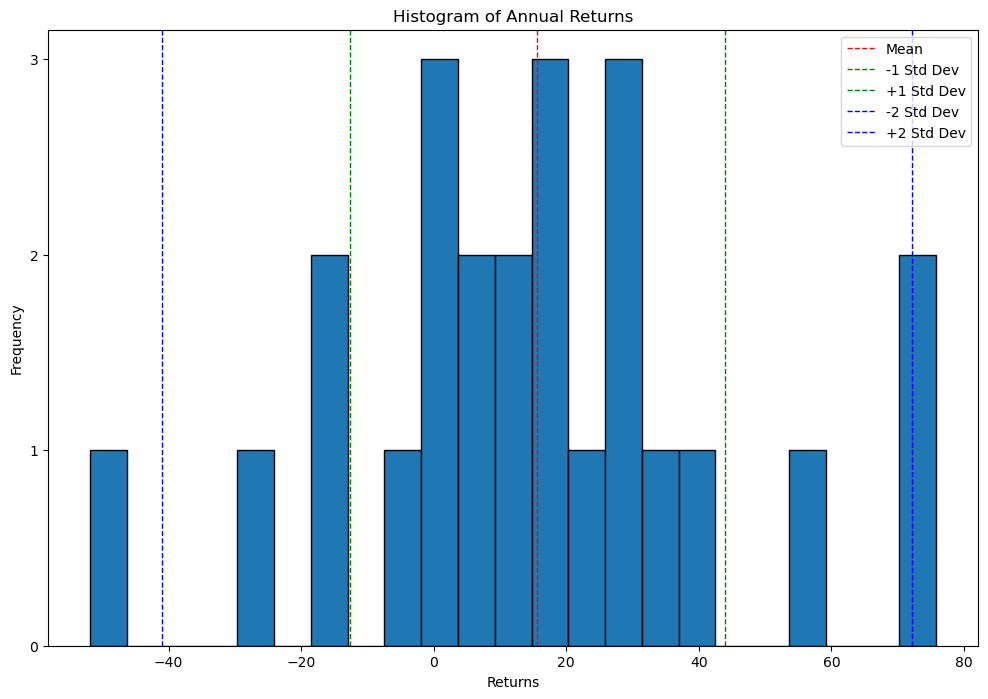 Histogram of Annual Returns
Mean
-1 Std Dev
+1 Std Dev
-2 Std Dev
+2 Std Dev
Frequency
3
2
1
0
−40
−20
0
20
40
60
80
Returns